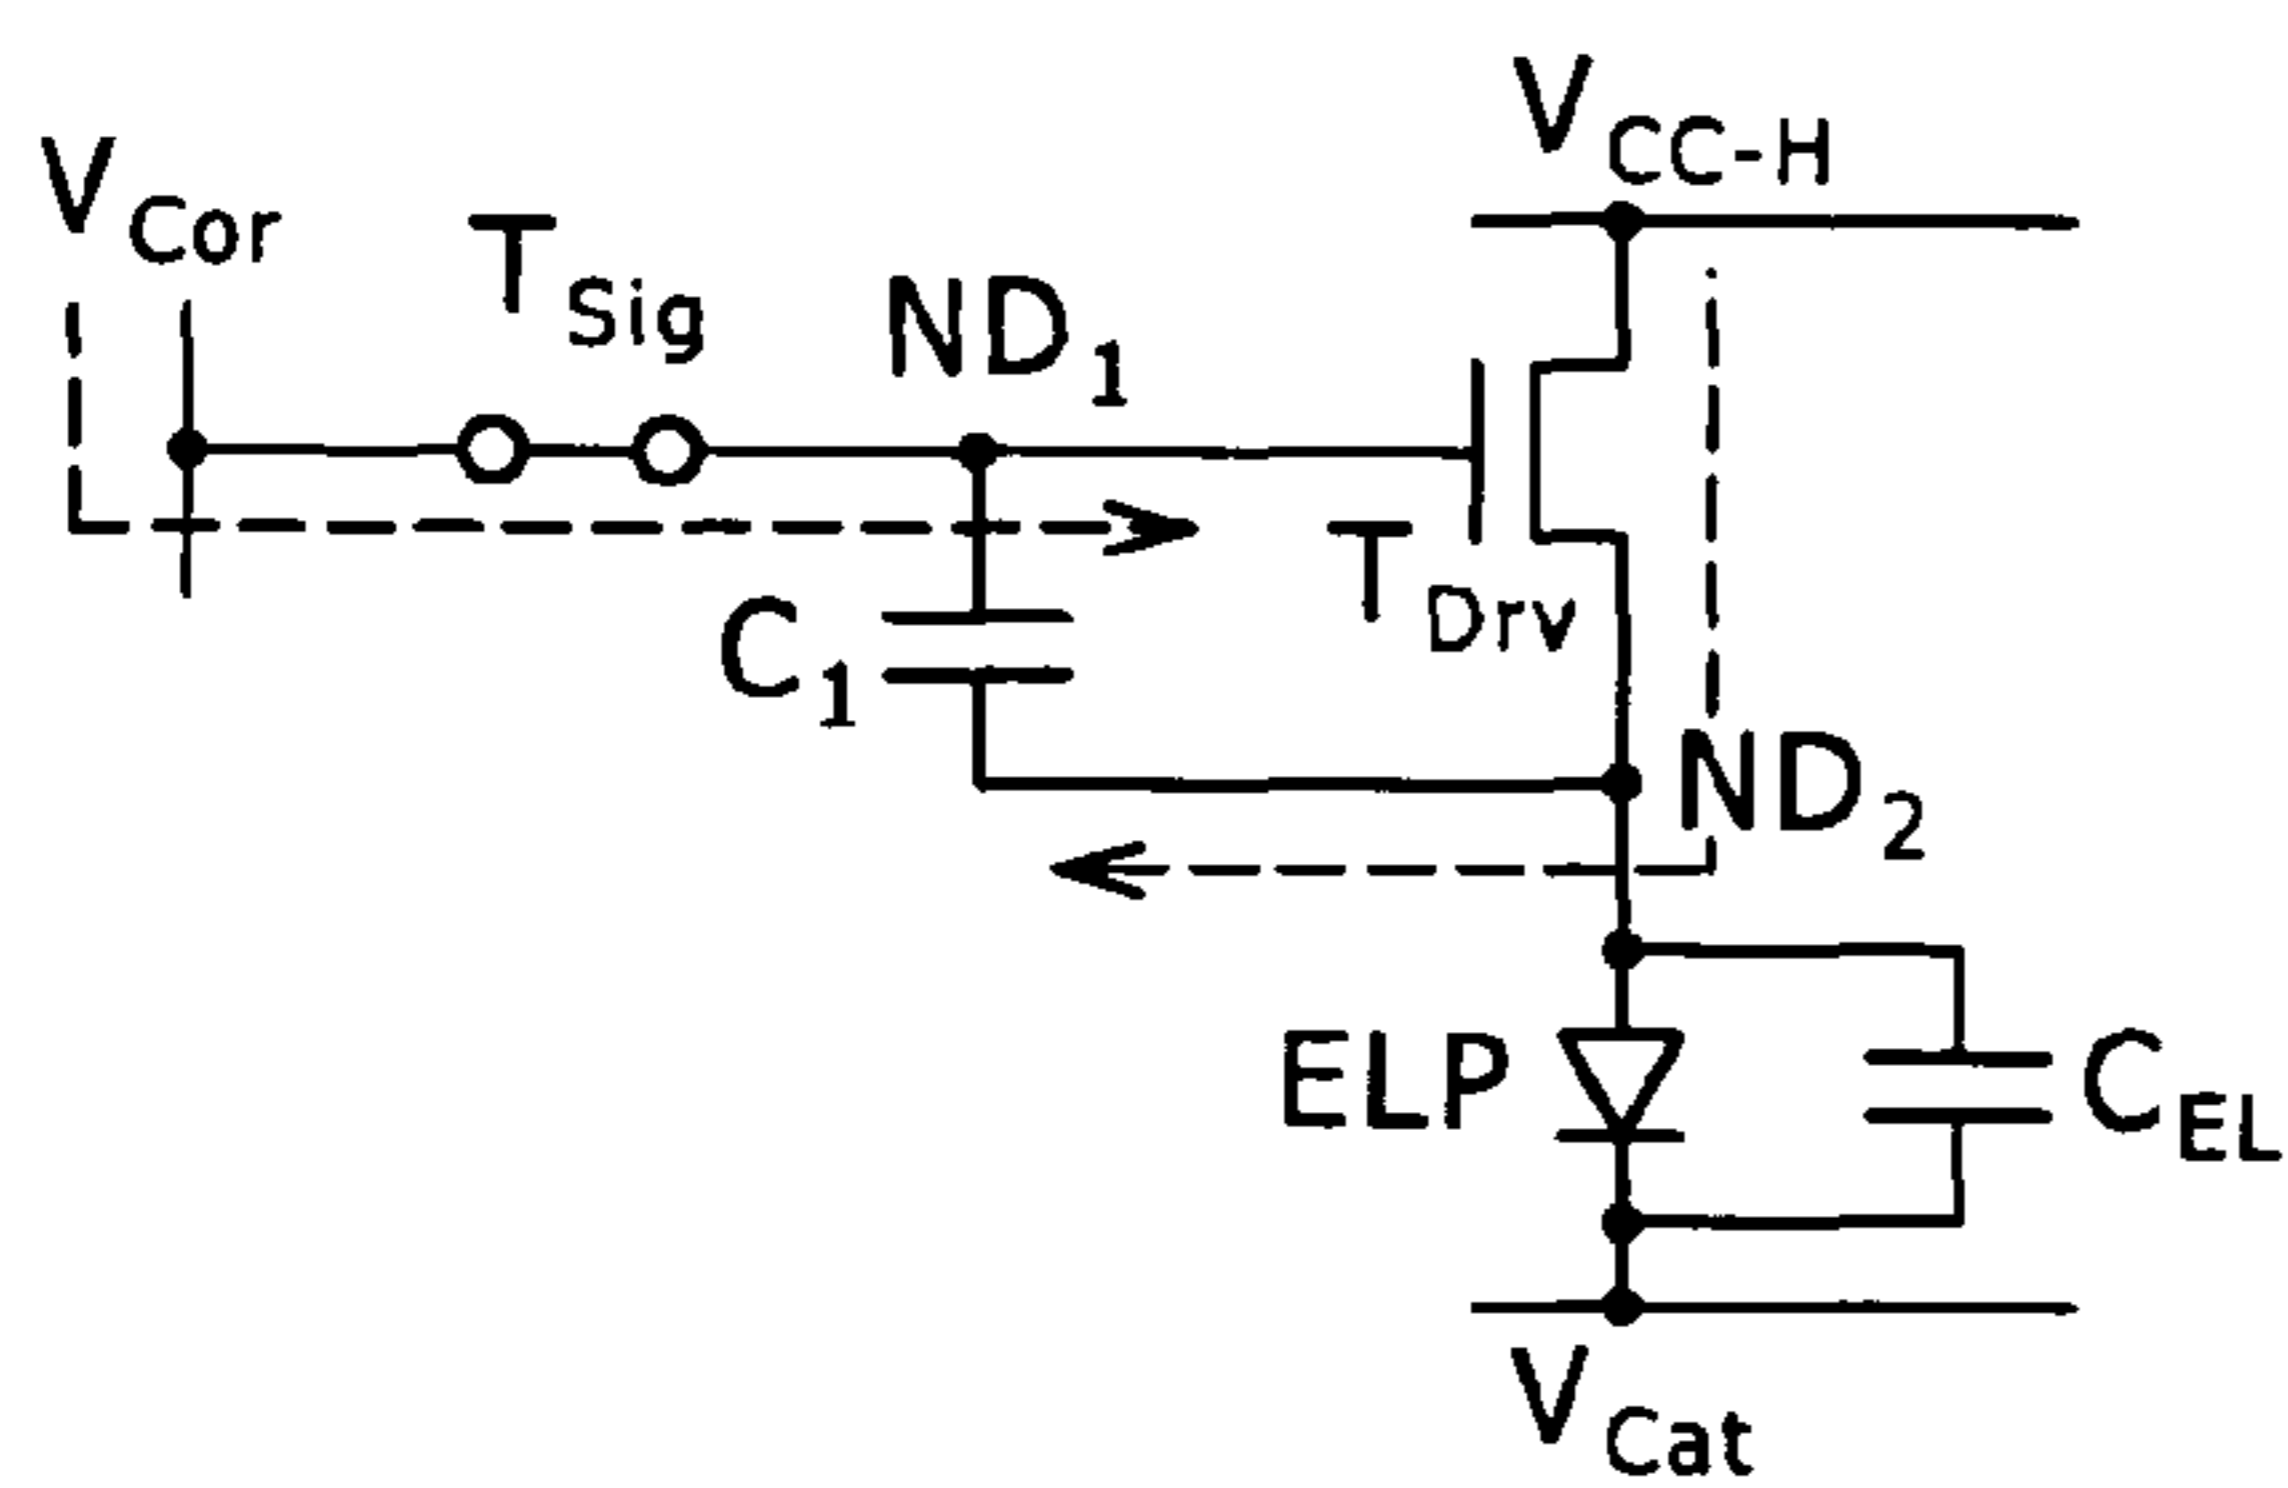 V_CC-H
V_Cor
T_Sig
ND_1
T_Drv
C_1
ND_2
ELP
C_EL
V_Cat